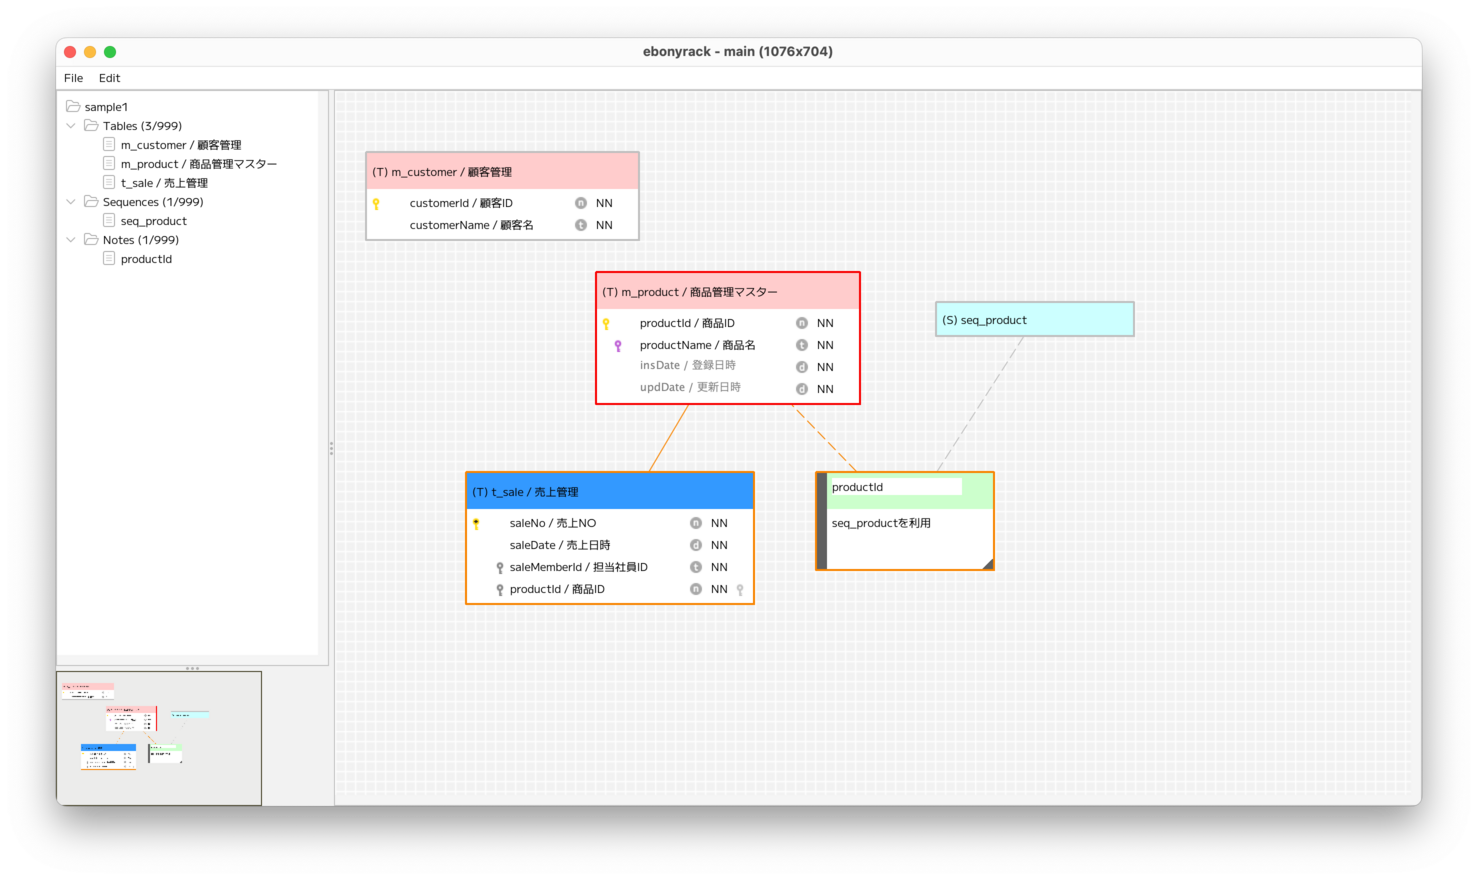 ebonyrack - main (1076x704)
File Edit
sample1
Tables (3/999)
m_customer / 顧客管理
m_product / 商品管理マスター
t_sale / 売上管理
Sequences (1/999)
seq_product
Notes (1/999)
productId
(T) m_customer / 顧客管理
customerId / 顧客ID n NN
customerName / 顧客名 t NN
(T) m_product / 商品管理マスター
productId / 商品ID n NN
productName / 商品名 t NN
insDate / 登録日時 d NN
updDate / 更新日時 d NN
(S) seq_product
(T) t_sale / 売上管理
saleNo / 売上NO n NN
saleDate / 売上日時 d NN
saleMemberId / 担当社員ID t NN
productId / 商品ID n NN
productId
seq_productを利用